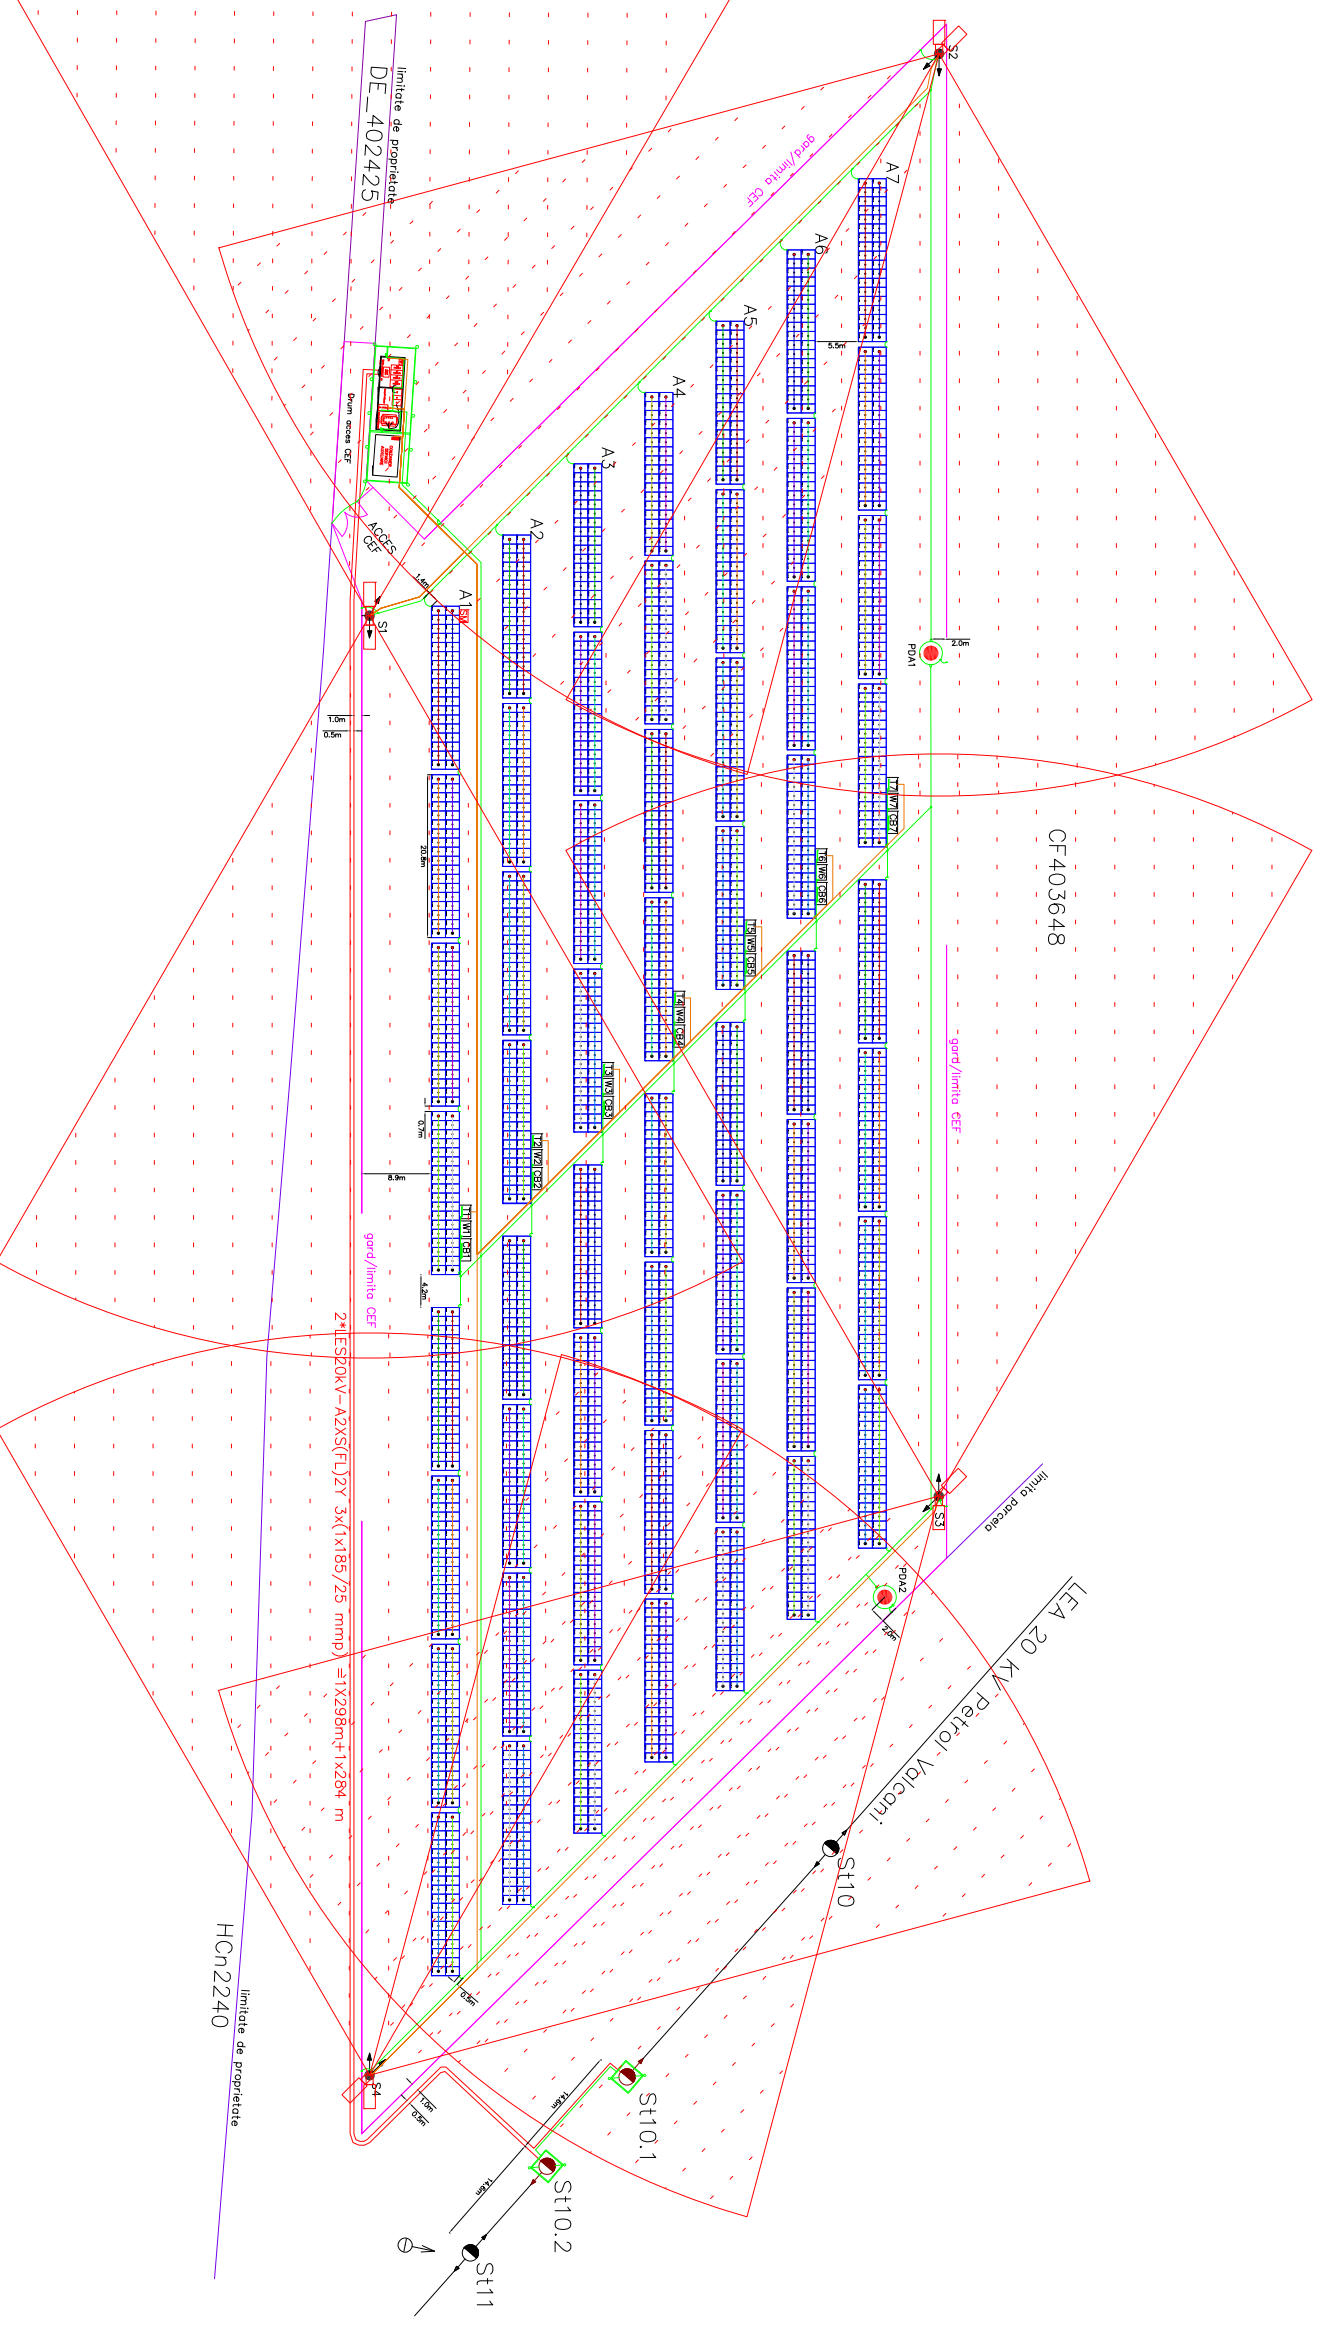 S2
limitate de proprietate
DE_402425
gard/limita CEF
A7
A6
A5
A4
A3
A2
A1
SM
5.5m
Drum acces CEF
ACCES
CEF
1.4m
S1
2.0m
PDA1
1.0m
0.5m
T7 W7 CB7
T6 W6 CB6
T5 W5 CB5
T4 W4 CB4
T3 W3 CB3
T2 W2 CB2
T1 W1 CB1
CF403648
20.8m
0.7m
8.9m
4.2m
gard/limita CEF
gard/limita CEF
2*LES20kV-A2XS(FL)2Y 3x(1x185/25 mmp) =1X298m+1x284 m
S3
limita parcela
PDA2
2.0m
LEA 20 KV Petrol Valcani
St10
HCn2240
limitate de proprietate
0.5m
S4
1.0m
0.5m
14.6m
St10.1
14.6m
St10.2
St11